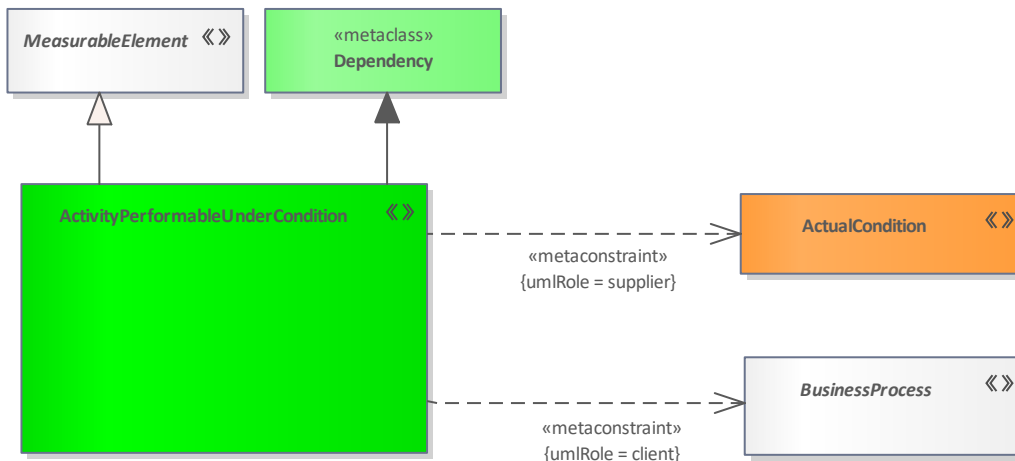 MeasurableElement «»
«metaclass»
Dependency
ActivityPerformableUnderCondition «»
ActualCondition «»
«metaconstraint»
{umlRole = supplier}
BusinessProcess «»
«metaconstraint»
{umlRole = client}